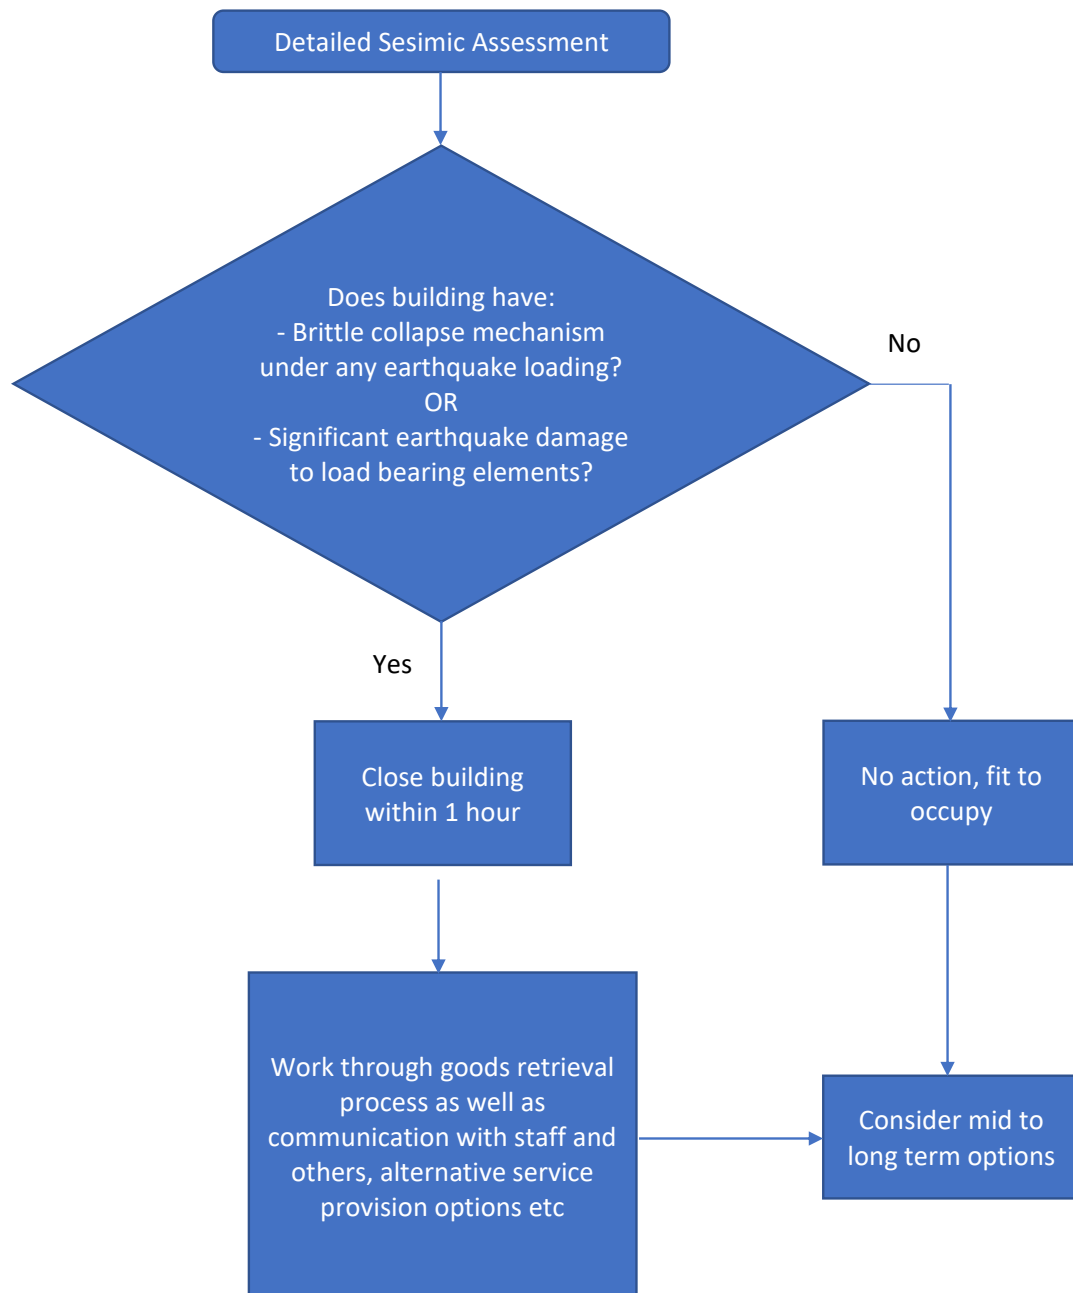 Detailed Sesimic Assessment
Does building have:
- Brittle collapse mechanism
under any earthquake loading?
OR
- Significant earthquake damage
to load bearing elements?
No
Yes
Close building
within 1 hour
No action, fit to
occupy
Work through goods retrieval
process as well as
communication with staff and
others, alternative service
provision options etc
Consider mid to
long term options